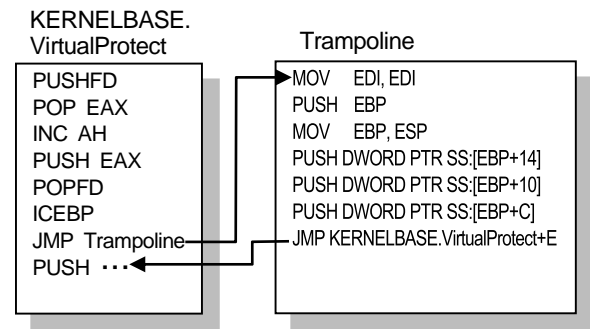 KERNELBASE.
VirtualProtect
PUSHFD
POP EAX
INC AH
PUSH EAX
POPFD
ICEBP
JMP Trampoline
PUSH ···
Trampoline
MOV EDI, EDI
PUSH EBP
MOV EBP, ESP
PUSH DWORD PTR SS:[EBP+14]
PUSH DWORD PTR SS:[EBP+10]
PUSH DWORD PTR SS:[EBP+C]
JMP KERNELBASE.VirtualProtect+E